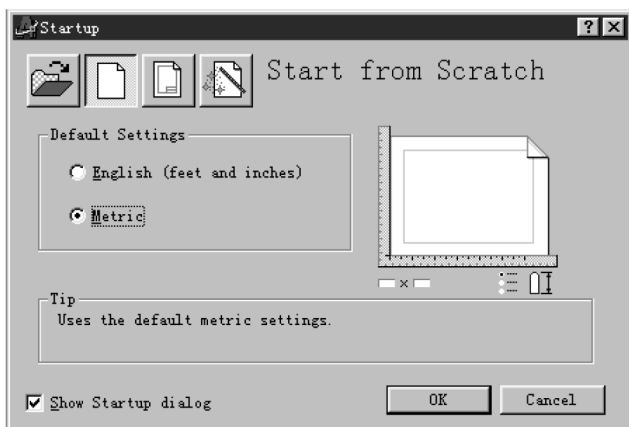 Startup
Start from Scratch
Default Settings
English (feet and inches)
Metric
Tip
Uses the default metric settings.
Show Startup dialog
OK
Cancel